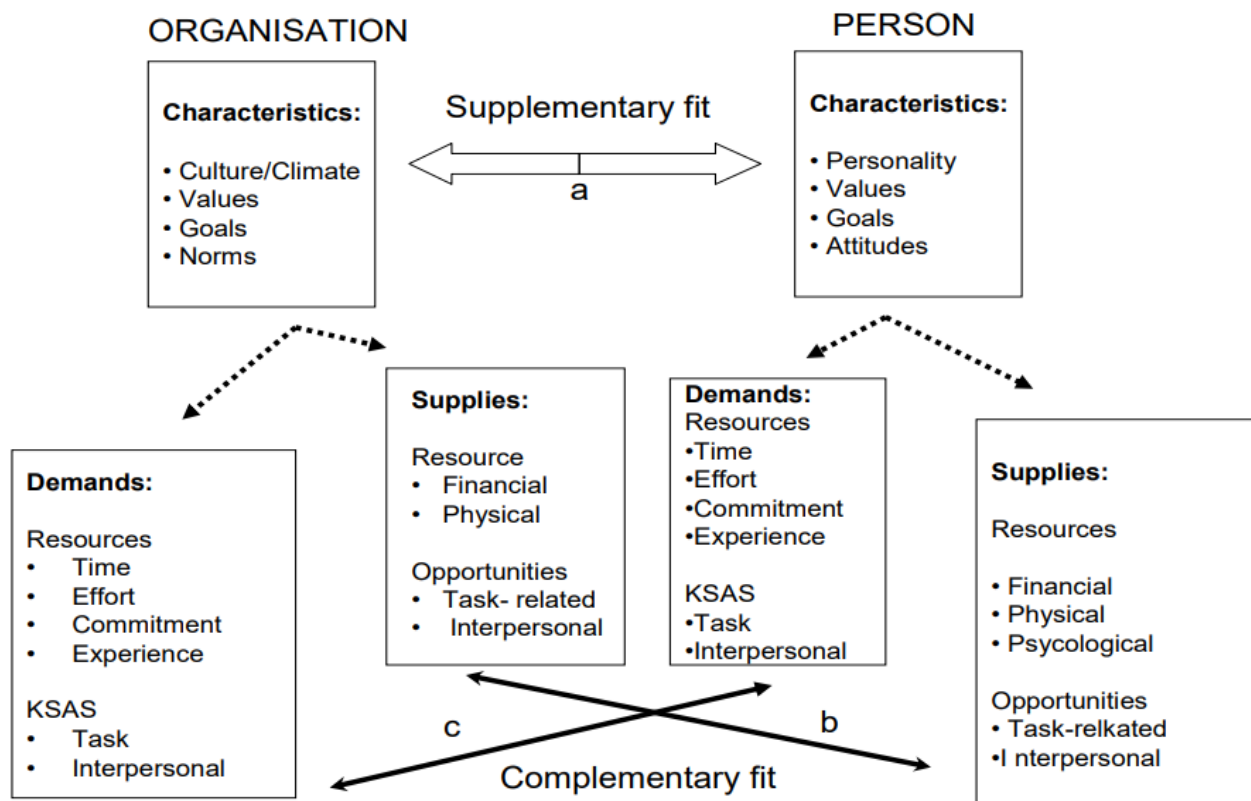 ORGANISATION
PERSON
Characteristics:
• Culture/Climate
• Values
• Goals
• Norms
Supplementary fit
a
Characteristics:
• Personality
• Values
• Goals
• Attitudes
Demands:
Resources
• Time
• Effort
• Commitment
• Experience
KSAS
• Task
• Interpersonal
Supplies:
Resource
• Financial
• Physical
Opportunities
• Task- related
• Interpersonal
Demands:
Resources
•Time
•Effort
•Commitment
•Experience
KSAS
•Task
•Interpersonal
Supplies:
Resources
• Financial
• Physical
• Psycological
Opportunities
• Task-relkated
•I nterpersonal
c
b
Complementary fit